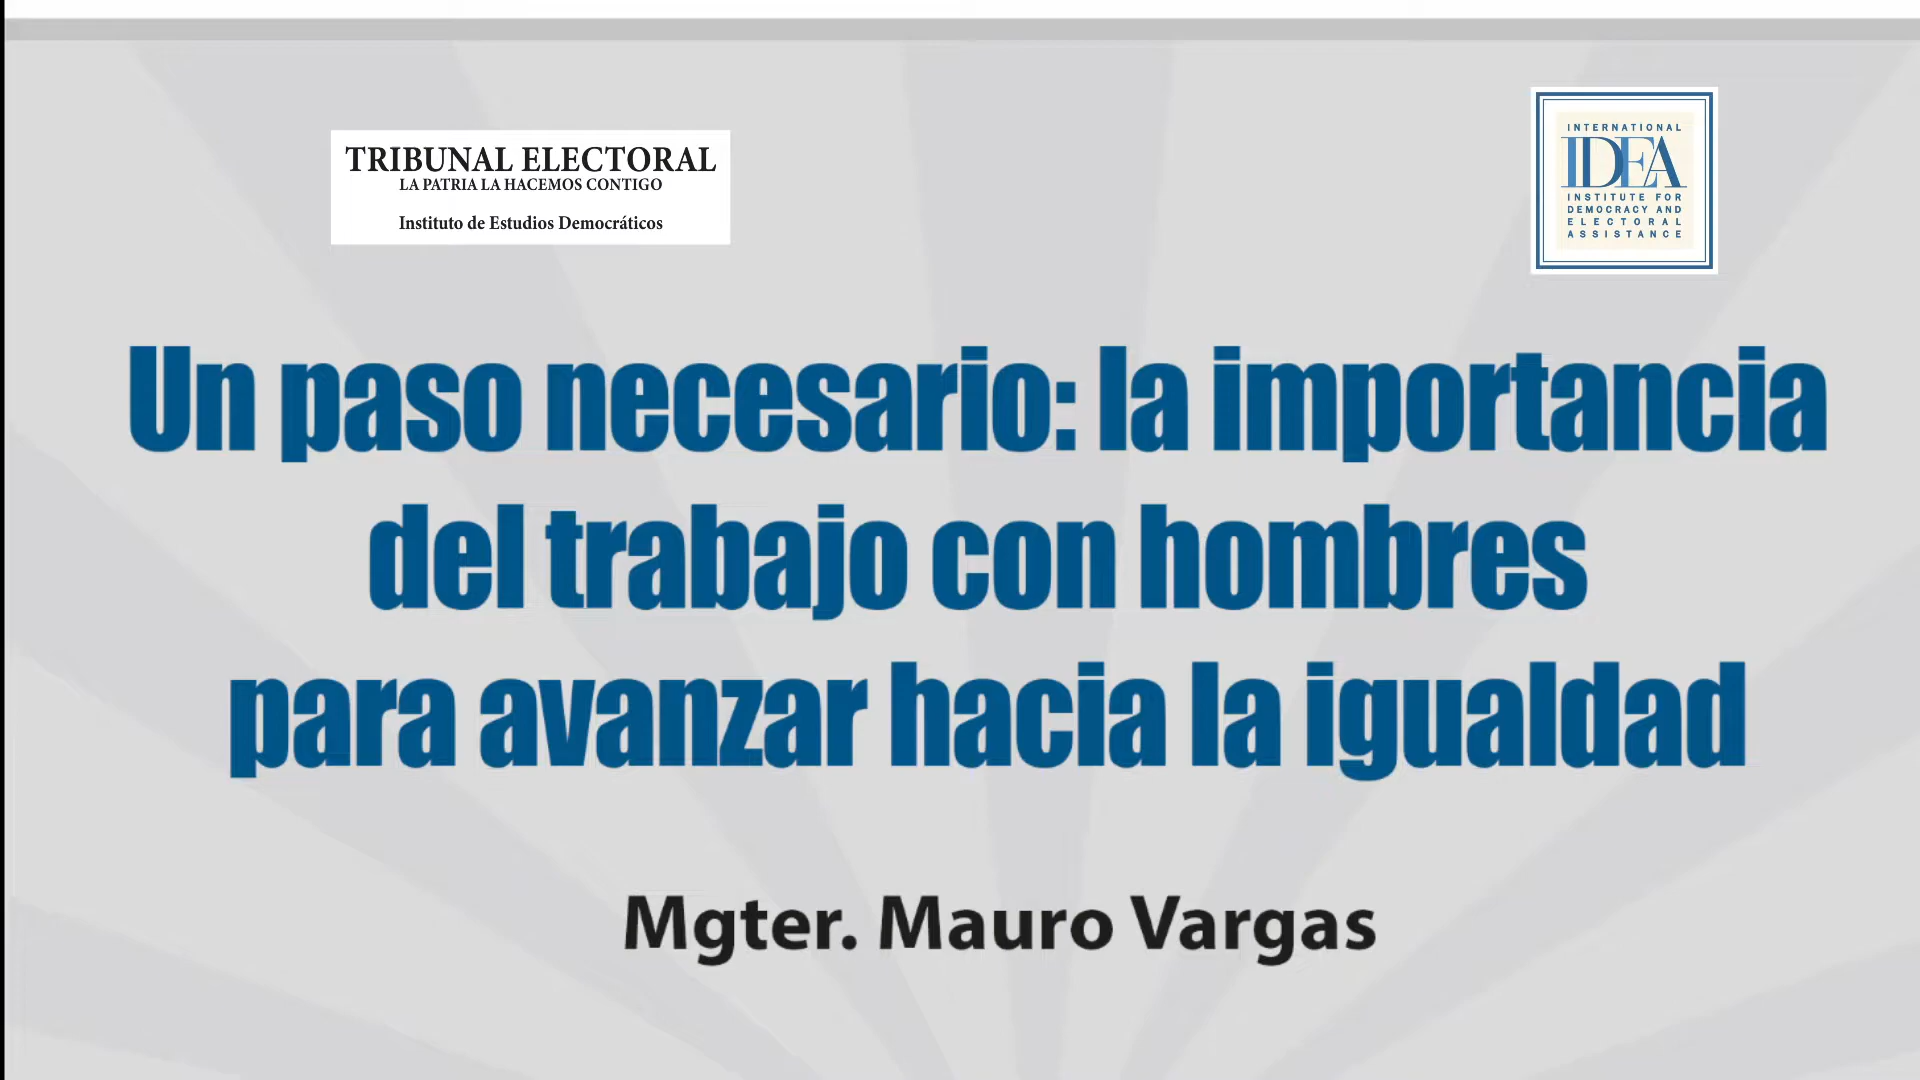 TRIBUNAL ELECTORAL
LA PATRIA LA HACEMOS CONTIGO
Instituto de Estudios Democráticos
INTERNATIONAL
IDEA
INSTITUTE FOR
DEMOCRACY AND
ELECTORAL
ASSISTANCE
Un paso necesario: la importancia
del trabajo con hombres
para avanzar hacia la igualdad
Mgter. Mauro Vargas